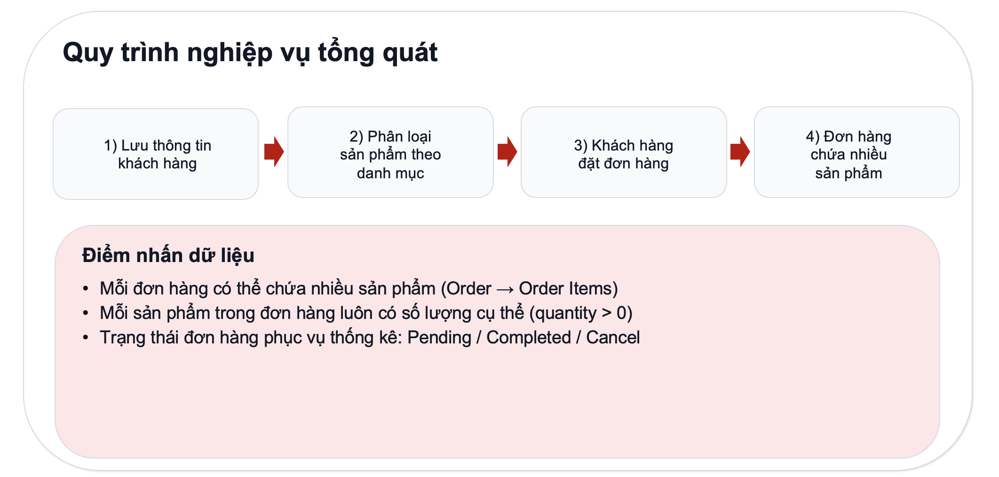 Quy trình nghiệp vụ tổng quát
1) Lưu thông tin
khách hàng
2) Phân loại
sản phẩm theo
danh mục
3) Khách hàng
đặt đơn hàng
4) Đơn hàng
chứa nhiều
sản phẩm
Điểm nhấn dữ liệu
• Mỗi đơn hàng có thể chứa nhiều sản phẩm (Order → Order Items)
• Mỗi sản phẩm trong đơn hàng luôn có số lượng cụ thể (quantity > 0)
• Trạng thái đơn hàng phục vụ thống kê: Pending / Completed / Cancel